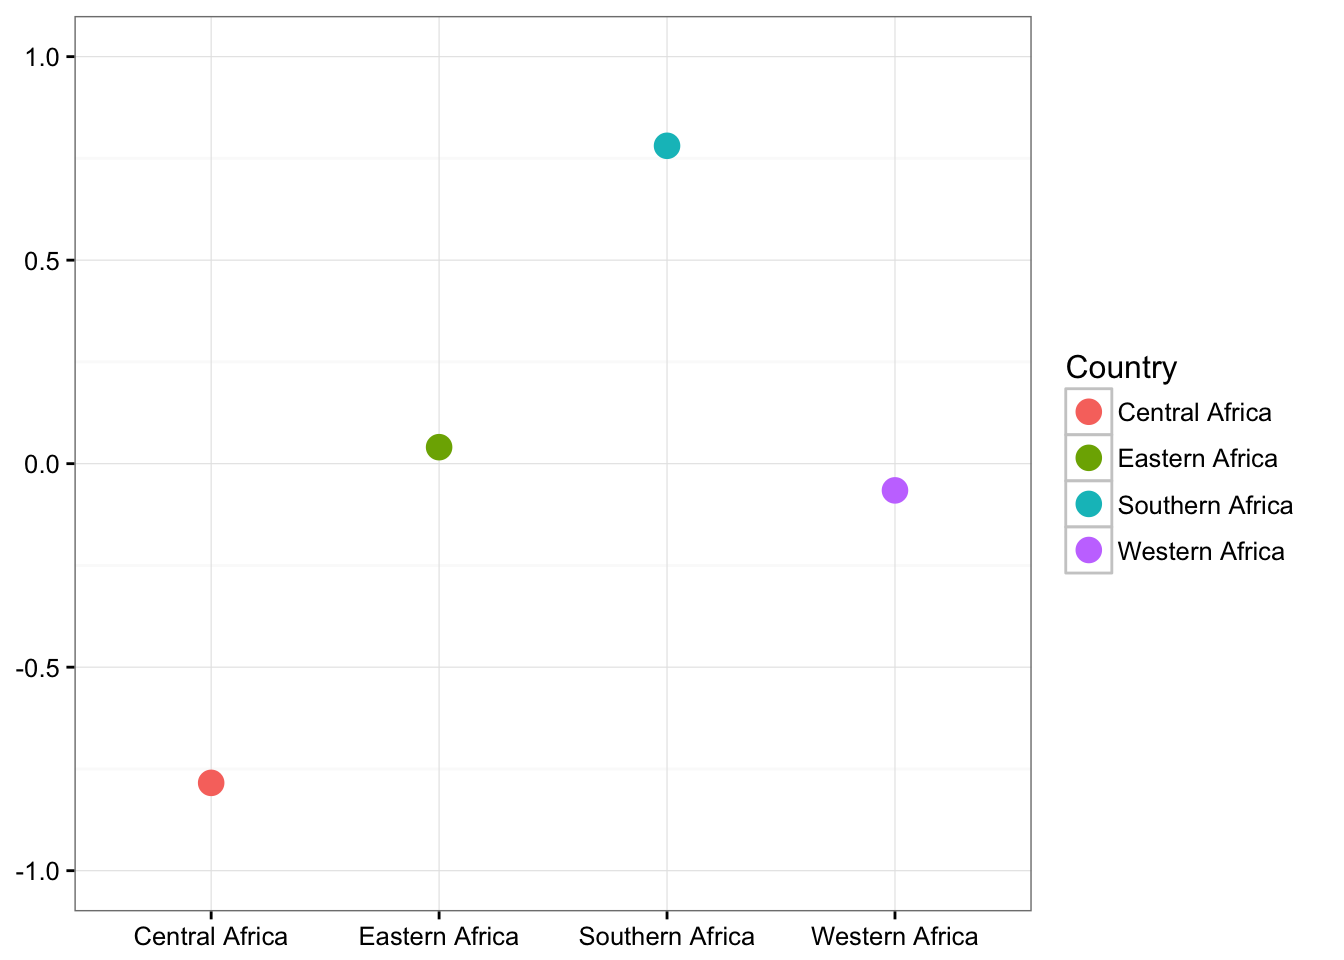 1.0
0.5
0.0
-0.5
-1.0
Central Africa
Eastern Africa
Southern Africa
Western Africa
Country
Central Africa
Eastern Africa
Southern Africa
Western Africa